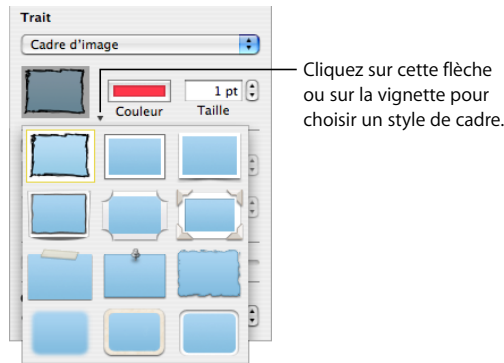 Trait
Cadre d'image
1 pt
Couleur
Taille
Cliquez sur cette flèche
ou sur la vignette pour
choisir un style de cadre.